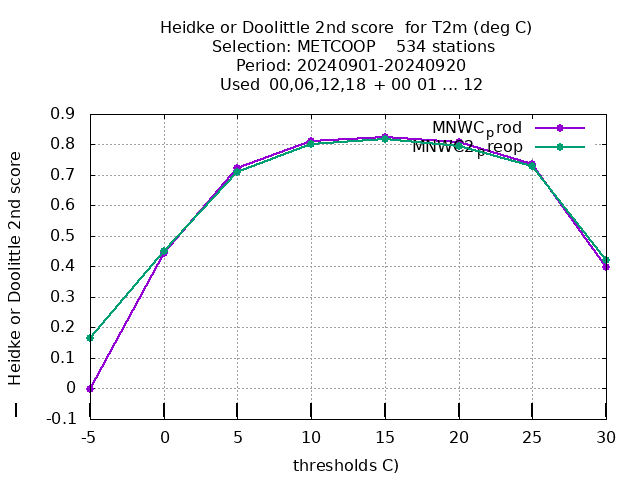 Heidke or Doolittle 2nd score  for T2m (deg C)
Selection: METCOOP    534 stations
Period: 20240901-20240920
Used  00,06,12,18  + 00 01 ... 12
MNWC_prod
MNWC2_preop
Heidke or Doolittle 2nd score
0.9
0.8
0.7
0.6
0.5
0.4
0.3
0.2
0.1
0
-0.1
-5 0 5 10 15 20 25 30
thresholds C)